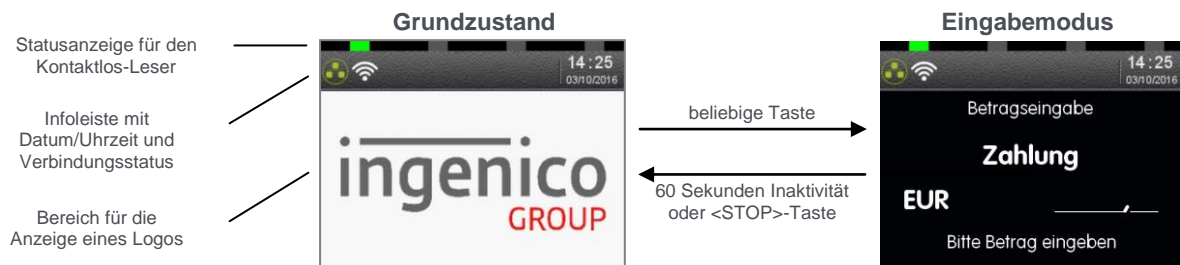 Grundzustand
Eingabemodus
Statusanzeige für den
Kontaktlos-Leser
Infoleiste mit
Datum/Uhrzeit und
Verbindungsstatus
Bereich für die
Anzeige eines Logos
14:25
03/10/2016
ingenico
GROUP
beliebige Taste
60 Sekunden Inaktivität
oder <STOP>-Taste
14:25
03/10/2016
Betragseingabe
Zahlung
EUR _____,__
Bitte Betrag eingeben